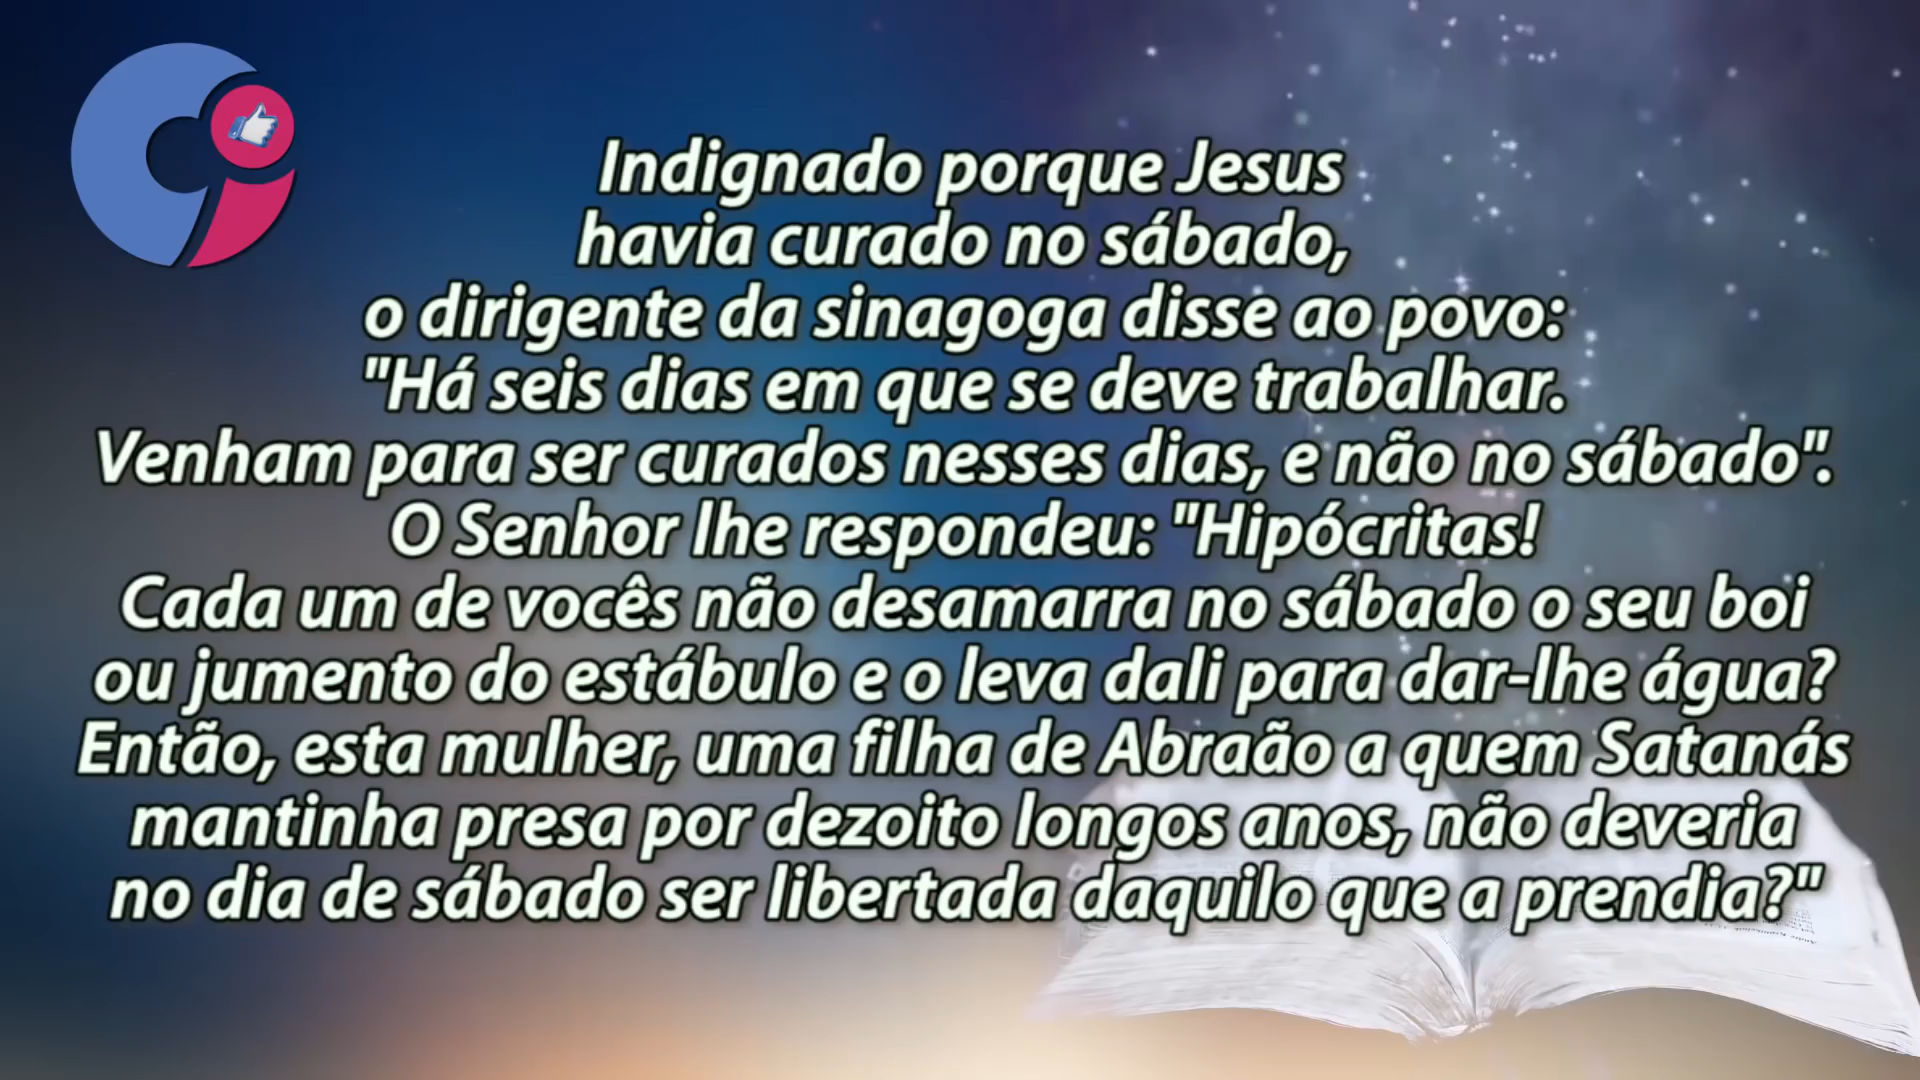 Indignado porque Jesus
havia curado no sábado,
o dirigente da sinagoga disse ao povo:
"Há seis dias em que se deve trabalhar.
Venham para ser curados nesses dias, e não no sábado".
O Senhor lhe respondeu: "Hipócritas!
Cada um de vocês não desamarra no sábado o seu boi
ou jumento do estábulo e o leva dali para dar-lhe água?
Então, esta mulher, uma filha de Abraão a quem Satanás
mantinha presa por dezoito longos anos, não deveria
no dia de sábado ser libertada daquilo que a prendia?"